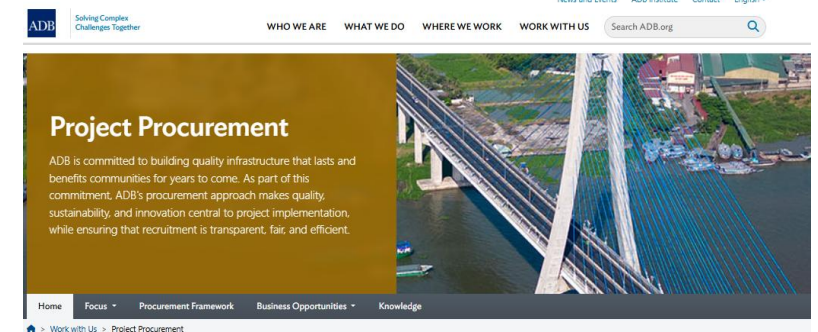 News and Events ADB Institute Contact English
ADB
Solving Complex
Challenges Together
WHO WE ARE WHAT WE DO WHERE WE WORK WORK WITH US Search ADB.org
Project Procurement
ADB is committed to building quality infrastructure that lasts and
benefits communities for years to come. As part of this
commitment, ADB's procurement approach makes quality,
sustainability, and innovation central to project implementation,
while ensuring that recruitment is transparent, fair, and efficient.
Home Focus Procurement Framework Business Opportunities Knowledge
> Work with Us > Project Procurement